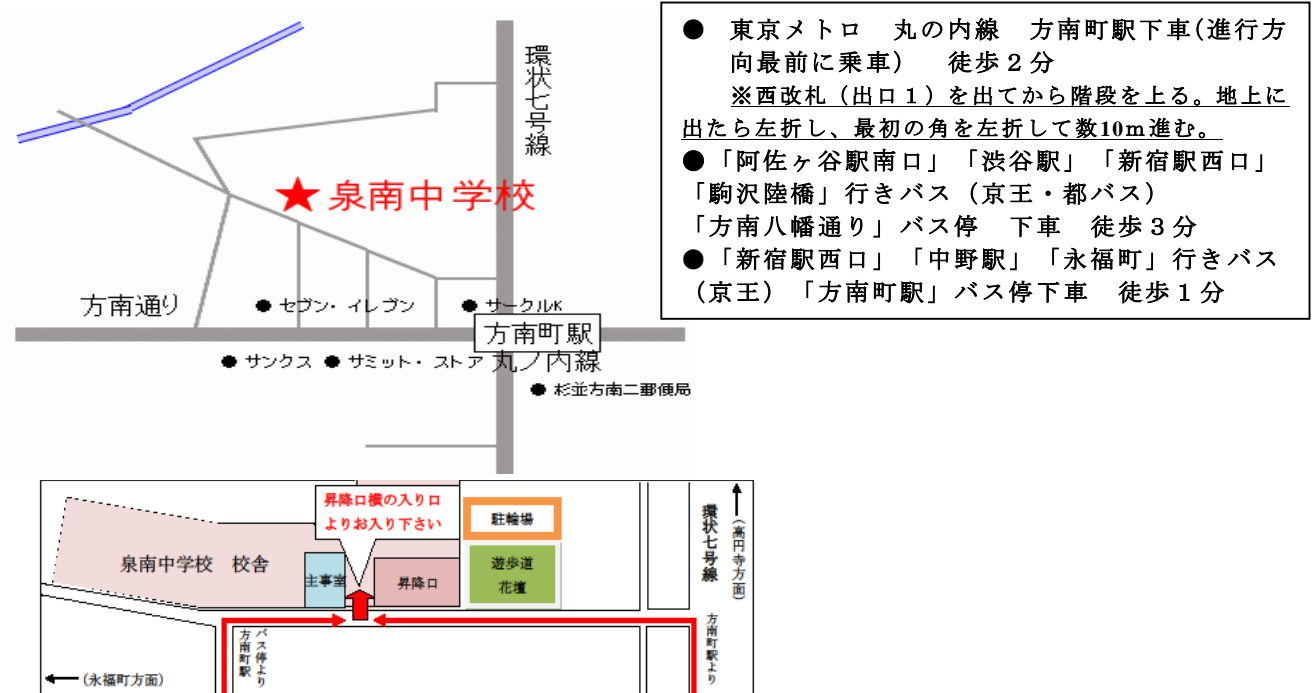 環状七号線
★泉南中学校
方南通り
●セブン・イレブン
●サークルK
方南町駅
●サンクス
●サミット・ストア
丸ノ内線
●杉並方南二郵便局
● 東京メトロ 丸の内線 方南町駅下車(進行方
向最前に乗車) 徒歩2分
※西改札(出口1)を出てから階段を上る。地上に
出たら左折し、最初の角を左折して数10m進む。
●「阿佐ヶ谷駅南口」「渋谷駅」「新宿駅西口」
「駒沢陸橋」行きバス(京王・都バス)
「方南八幡通り」バス停 下車 徒歩3分
●「新宿駅西口」「中野駅」「永福町」行きバス
(京王)「方南町駅」バス停下車 徒歩1分
昇降口横の入り口
よりお入り下さい
駐輪場
泉南中学校 校舎
主事室
昇降口
遊歩道
花壇
環状七号線
(高円寺方面)
方南町駅より
バス停より
方南町駅
(永福町方面)